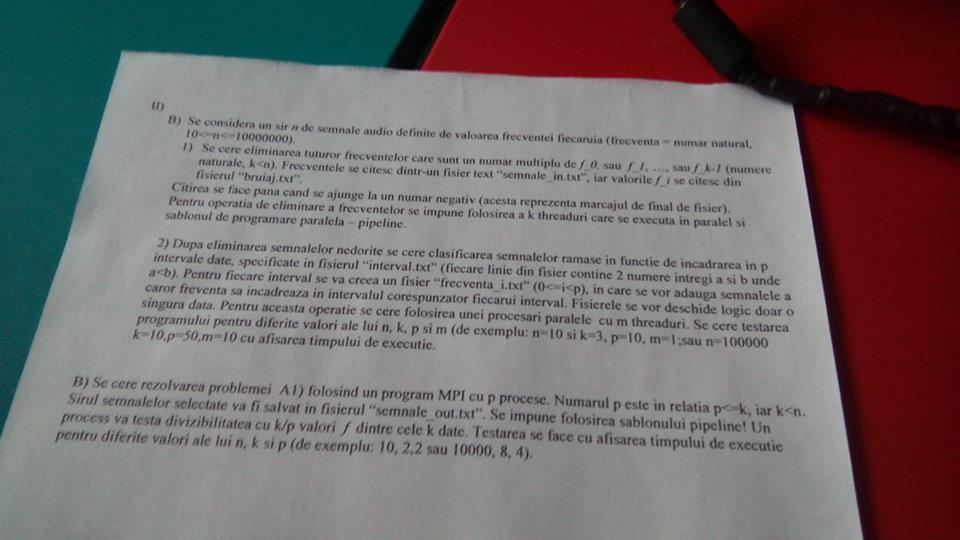 II)
B) Se considera un sir n de semnale audio definite de valoarea frecventei fiecaruia (frecventa = numar natural,
10<=n<=10000000).
1) Se cere eliminarea tuturor frecventelor care sunt un numar multiplu de f_0, sau f_1, …, sau f_k-1 (numere
naturale, k<n). Frecventele se citesc dintr-un fisier text "semnale_in.txt", iar valorile f_i se citesc din
fisierul "bruiaj.txt".
Citirea se face pana cand se ajunge la un numar negativ (acesta reprezenta marcajul de final de fisier).
Pentru operatia de eliminare a frecventelor se impune folosirea a k threaduri care se executa in paralel si
sablonul de programare paralela – pipeline.
2) Dupa eliminarea semnalelor nedorite se cere clasificarea semnalelor ramase in functie de incadrarea in p
intervale date, specificate in fisierul "interval.txt" (fiecare linie din fisier contine 2 numere intregi a si b unde
a<b). Pentru fiecare interval se va creea un fisier "frecventa_i.txt" (0<=i<p), in care se vor adauga semnalele a
caror freventa sa incadreaza in intervalul corespunzator fiecarui interval. Fisierele se vor deschide logic doar o
singura data. Pentru aceasta operatie se cere folosirea unei procesari paralele cu m threaduri. Se cere testarea
programului pentru diferite valori ale lui n, k, p si m (de exemplu: n=10 si k=3, p=10, m=1;sau n=100000
k=10,p=50,m=10 cu afisarea timpului de executie.
B) Se cere rezolvarea problemei A1) folosind un program MPI cu p procese. Numarul p este in relatia p<=k, iar k<n.
Sirul semnalelor selectate va fi salvat in fisierul "semnale_out.txt". Se impune folosirea sablonului pipeline! Un
process va testa divizibilitatea cu k/p valori f dintre cele k date. Testarea se face cu afisarea timpului de executie
pentru diferite valori ale lui n, k si p (de exemplu: 10, 2,2 sau 10000, 8, 4).